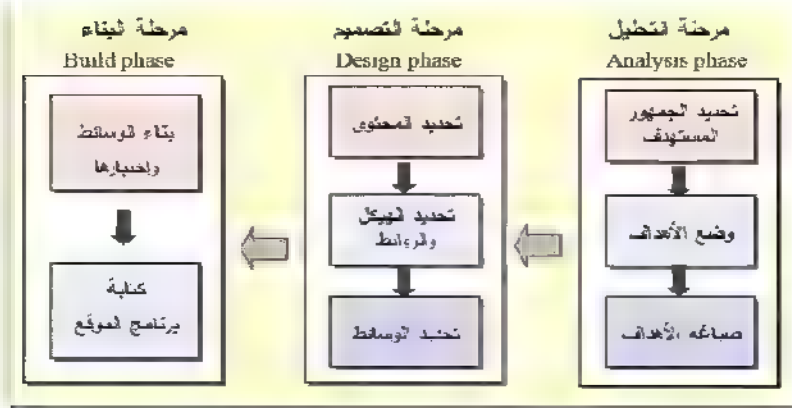 مرحلة التحليل
Analysis phase
تحديد الجمهور
المستهدف
وضع الأهداف
صياغة الأهداف
مرحلة التصميم
Design phase
تحديد المحتوى
تحديد الهيكل
والروابط
تحديد الوسائط
مرحلة البناء
Build phase
بناء الوسائط
واختبارها
كتابة
برنامج الموقع